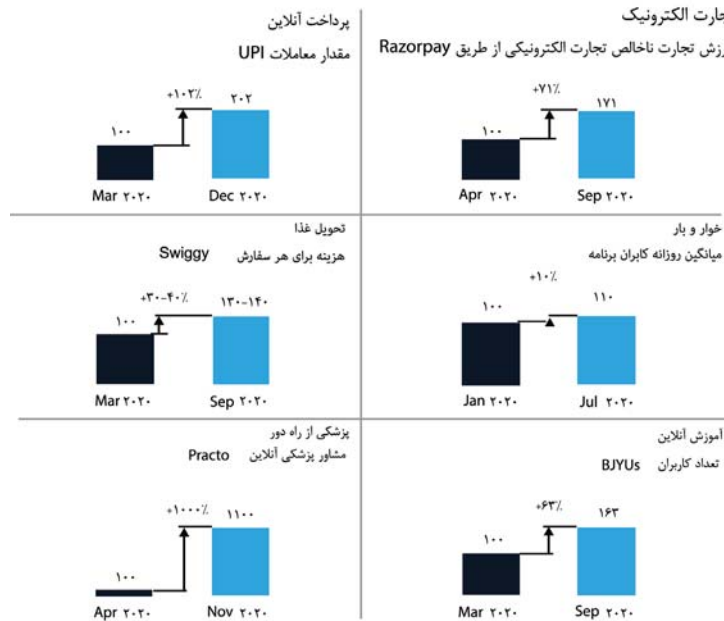 جارت الکترونیک
رزش تجارت ناخالص تجارت الکترونیکی از طریق Razorpay
+۷۱٪
۱۰۰
۱۷۱
Apr ۲۰۲۰
Sep ۲۰۲۰
پرداخت آنلاین
مقدار معاملات UPI
+۱۰۲٪
۱۰۰
۲۰۲
Mar ۲۰۲۰
Dec ۲۰۲۰
خوار و بار
میانگین روزانه کابران برنامه
+۱۰٪
۱۰۰
۱۱۰
Jan ۲۰۲۰
Jul ۲۰۲۰
تحویل غذا
هزینه برای هر سفارش Swiggy
+۳۰-۴۰٪
۱۰۰
۱۳۰-۱۴۰
Mar ۲۰۲۰
Sep ۲۰۲۰
آموزش آنلاین
تعداد کاربران BJYUs
+۶۳٪
۱۰۰
۱۶۳
Mar ۲۰۲۰
Sep ۲۰۲۰
پزشکی از راه دور
مشاور پزشکی آنلاین Practo
+۱۰۰۰٪
۱۰۰
۱۱۰۰
Apr ۲۰۲۰
Nov ۲۰۲۰